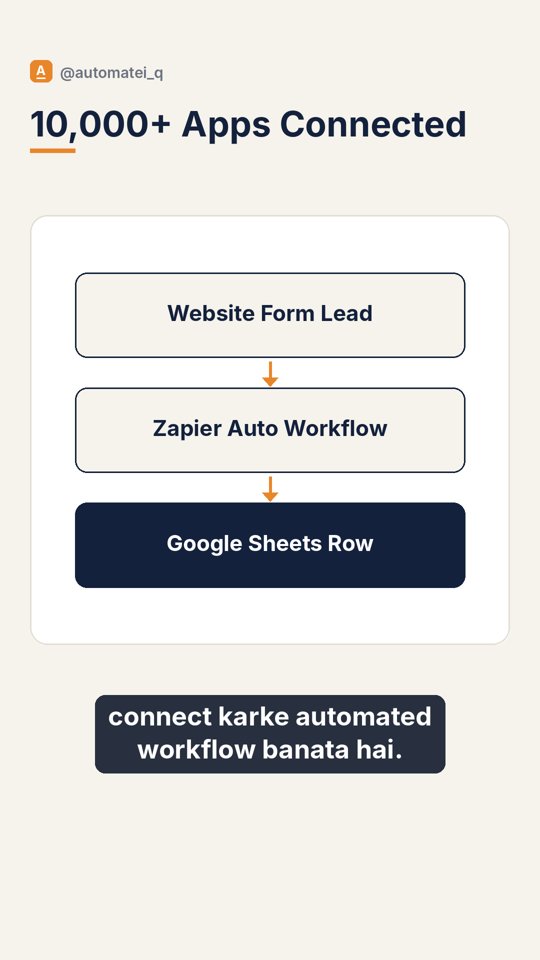 A
@automatei_q
10,000+ Apps Connected
Website Form Lead
Zapier Auto Workflow
Google Sheets Row
connect karke automated
workflow banata hai.